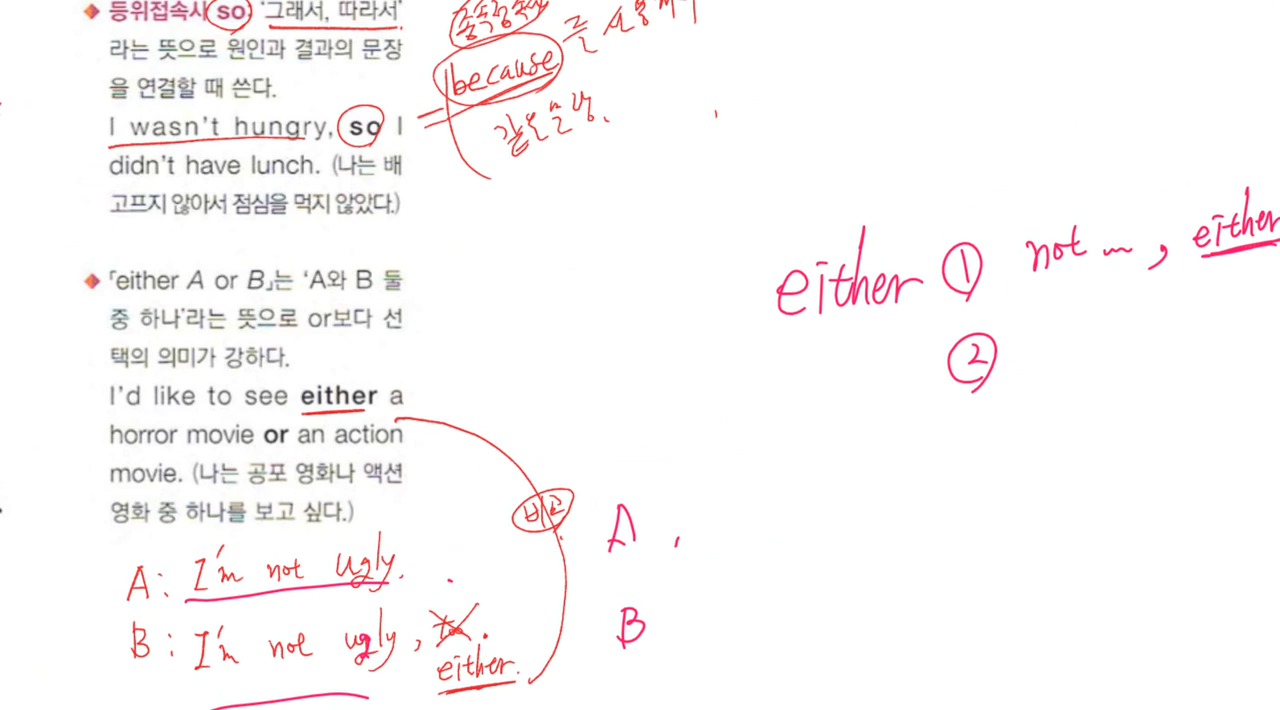 ◆ 등위접속사 so: '그래서, 따라서'
라는 뜻으로 원인과 결과의 문장
을 연결할 때 쓴다.
I wasn't hungry, so I
didn't have lunch. (나는 배
고프지 않아서 점심을 먹지 않았다.)
because
같은
◆ 「either A or B」는 'A와 B 둘
중 하나'라는 뜻으로 or보다 선
택의 의미가 강하다.
I'd like to see either a
horror movie or an action
movie. (나는 공포 영화나 액션
영화 중 하나를 보고 싶다.)
비교
A: I'm not ugly.
B: I'm not ugly, too.
either.
either ① not ~, either
②
A
B